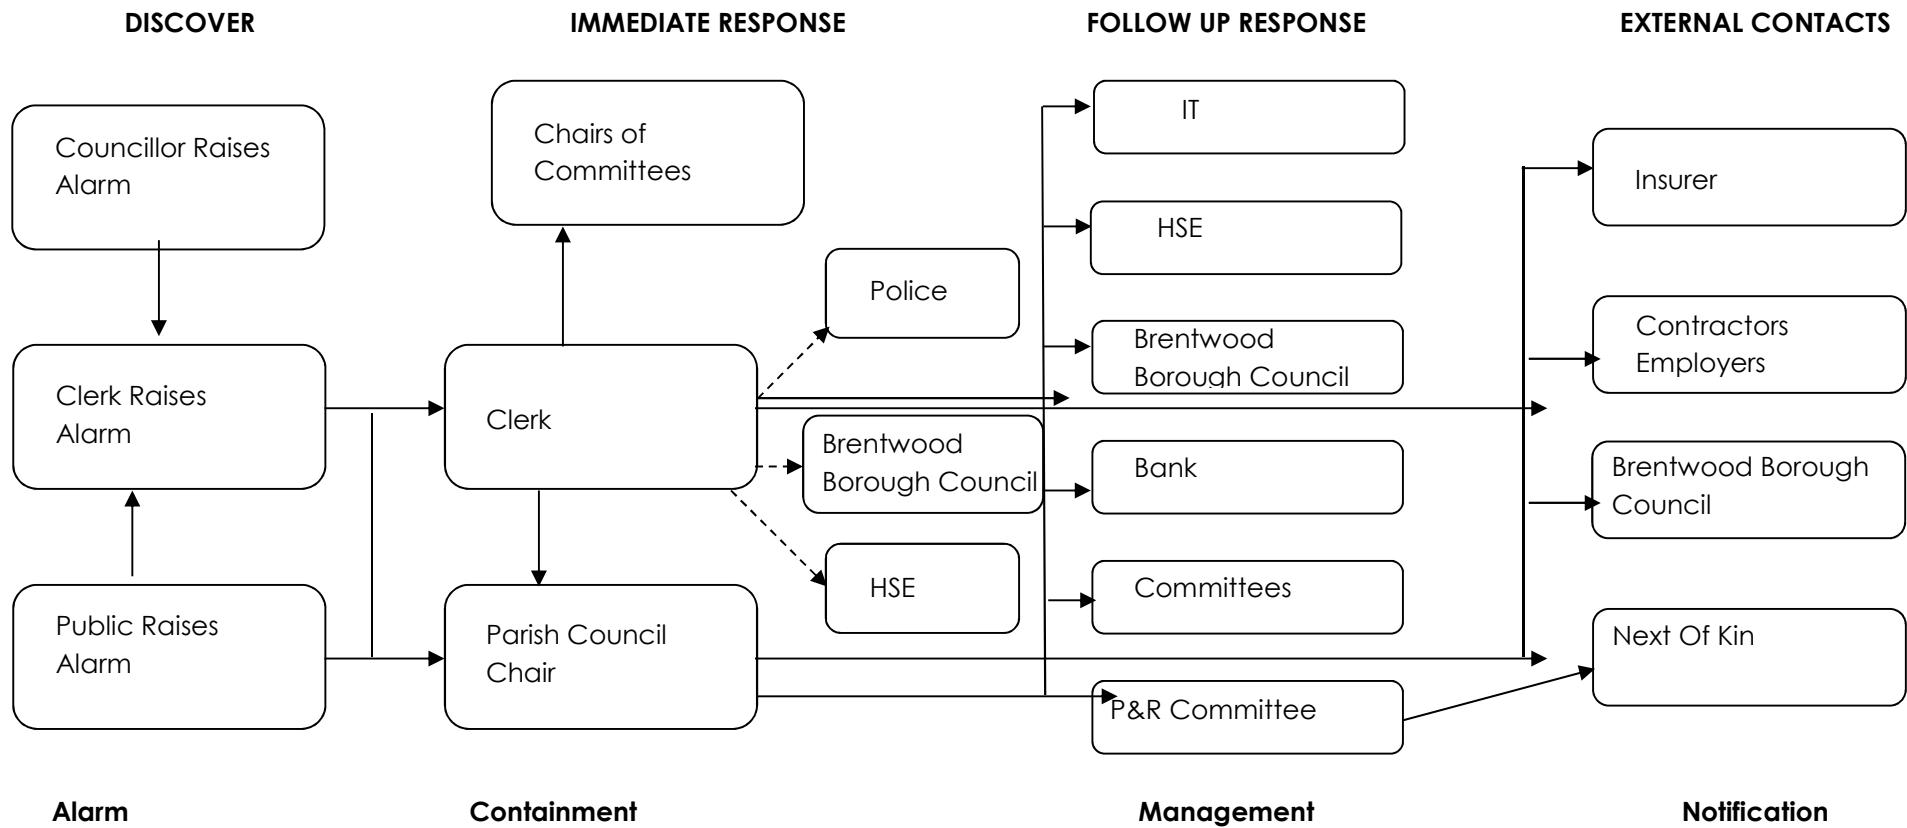 DISCOVER
IMMEDIATE RESPONSE
FOLLOW UP RESPONSE
EXTERNAL CONTACTS
Councillor Raises
Alarm
Clerk Raises
Alarm
Public Raises
Alarm
Chairs of
Committees
Clerk
Parish Council
Chair
Police
Brentwood
Borough Council
HSE
IT
HSE
Brentwood
Borough Council
Bank
Committees
P&R Committee
Insurer
Contractors
Employers
Brentwood Borough
Council
Next Of Kin
Alarm
Containment
Management
Notification